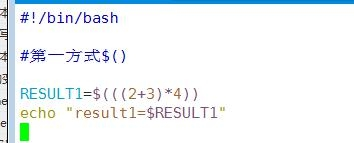 #!/bin/bash
#第一方式$()
RESULT1=$(((2+3)*4))
echo "result1=$RESULT1"